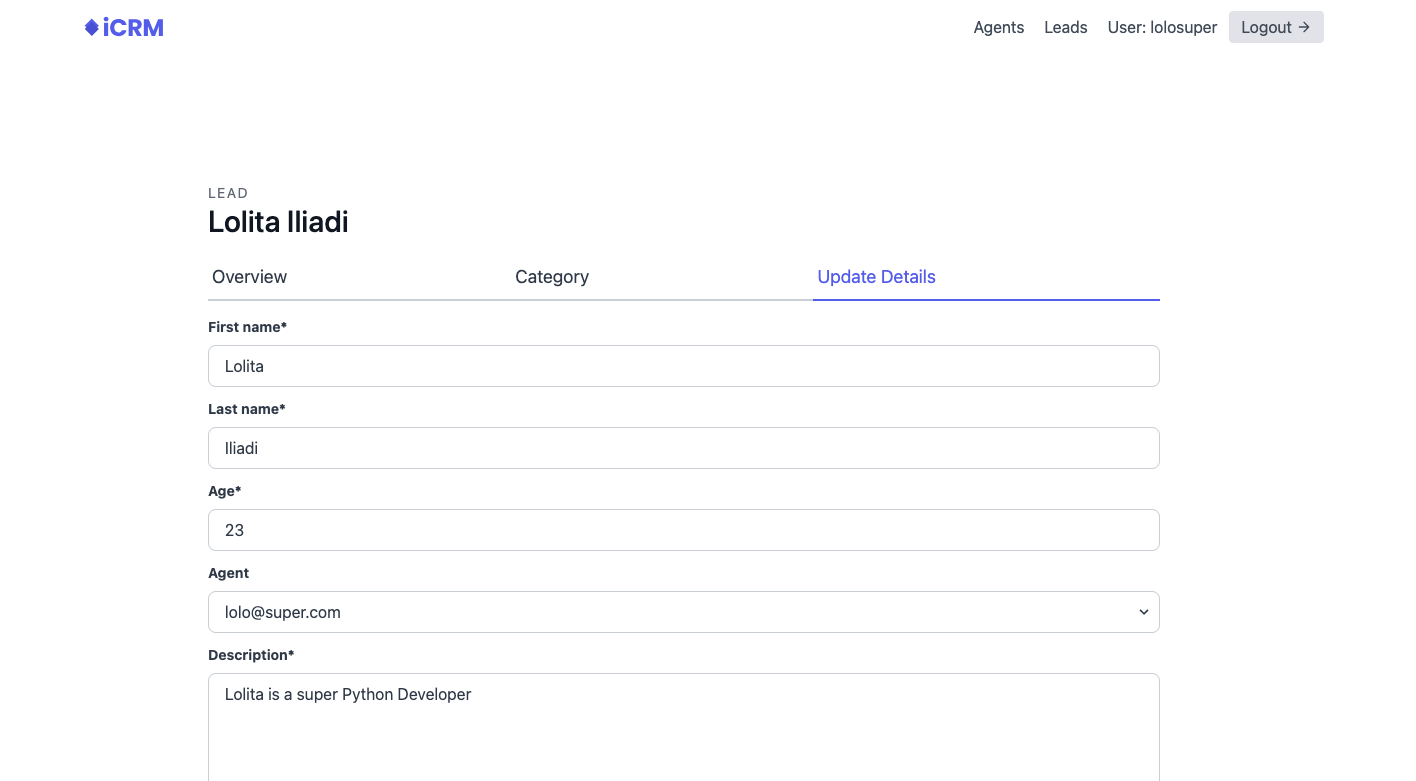 iCRM
Agents Leads User: lolosuper Logout →
LEAD
Lolita Iliadi
Overview Category Update Details
First name*
Lolita
Last name*
Iliadi
Age*
23
Agent
lolo@super.com
Description*
Lolita is a super Python Developer